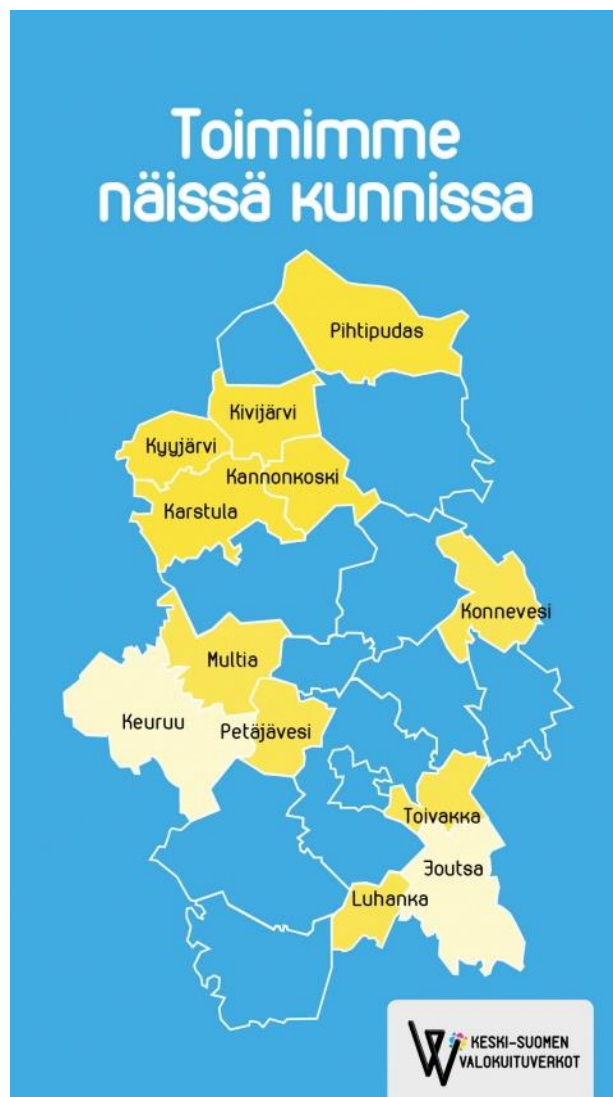 Toimimme
näissä kunnissa
Pihtipudas
Kivijärvi
Kyyjärvi
Kannonkoski
Karstula
Konnevesi
Multia
Keuruu
Petäjävesi
Toivakka
Joutsa
Luhanka
KESKI-SUOMEN
VALOKUITUVERKOT